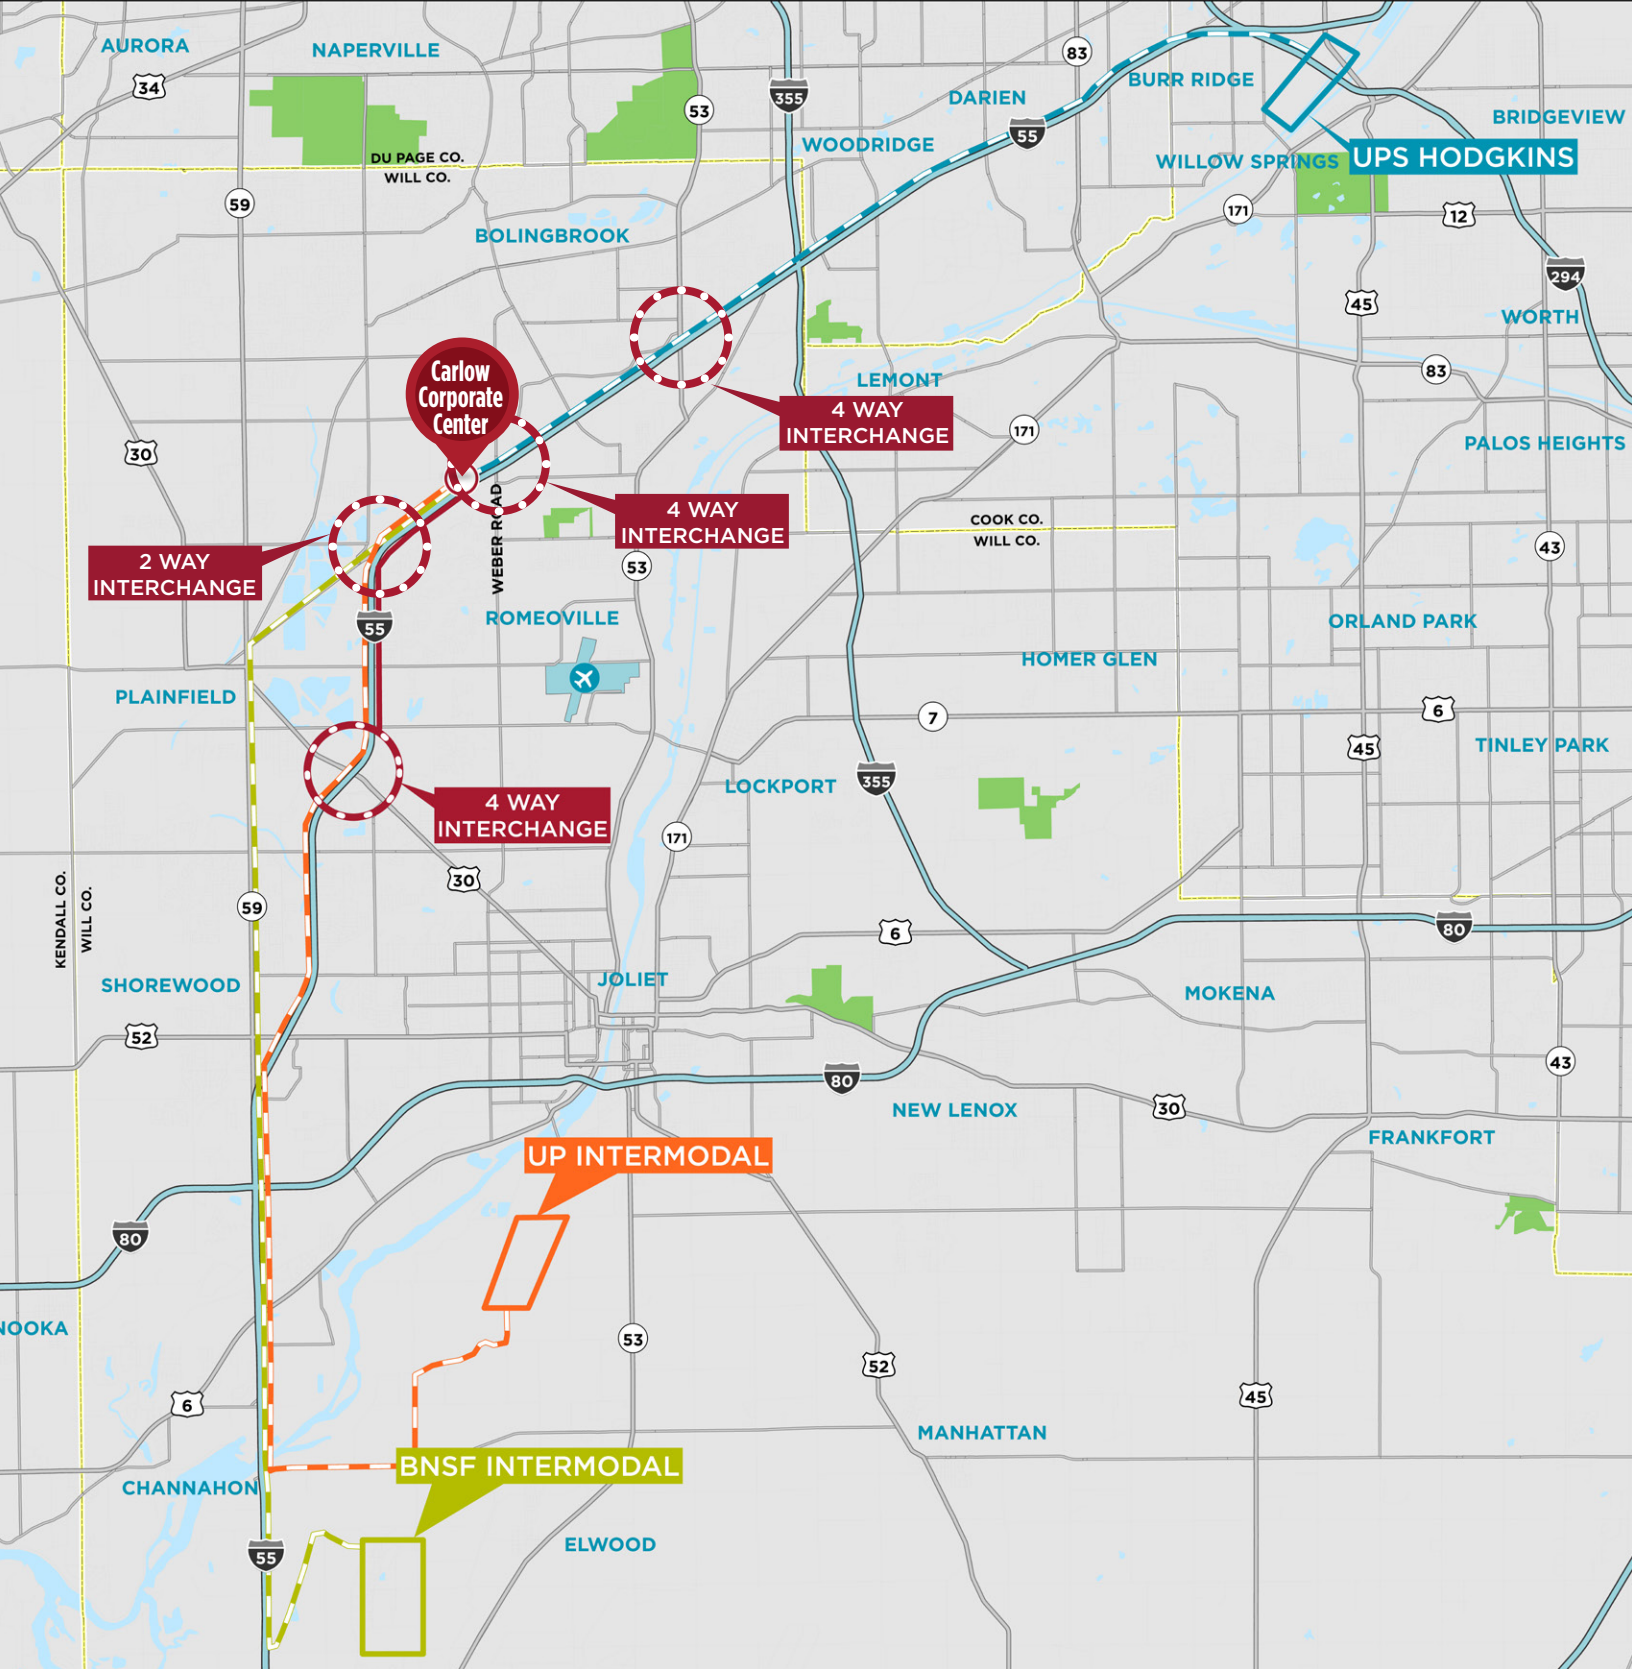 AURORA
NAPERVILLE
34
53
355
83
DARIEN
BURR RIDGE
55
BRIDGEVIEW
WOODRIDGE
WILLOW SPRINGS
UPS HODGKINS
DU PAGE CO.
WILL CO.
59
171
12
BOLINGBROOK
294
45
WORTH
Carlow
Corporate
Center
83
LEMONT
4 WAY
INTERCHANGE
171
30
PALOS HEIGHTS
4 WAY
INTERCHANGE
WEBER ROAD
COOK CO.
WILL CO.
2 WAY
INTERCHANGE
53
43
55
ROMEOVILLE
ORLAND PARK
HOMER GLEN
PLAINFIELD
7
6
45
TINLEY PARK
LOCKPORT
355
4 WAY
INTERCHANGE
171
30
59
KENDALL CO.
WILL CO.
6
80
SHOREWOOD
JOLIET
MOKENA
52
43
80
NEW LENOX
30
FRANKFORT
UP INTERMODAL
80
NOOKA
53
52
6
45
MANHATTAN
BNSF INTERMODAL
CHANNAHON
55
ELWOOD